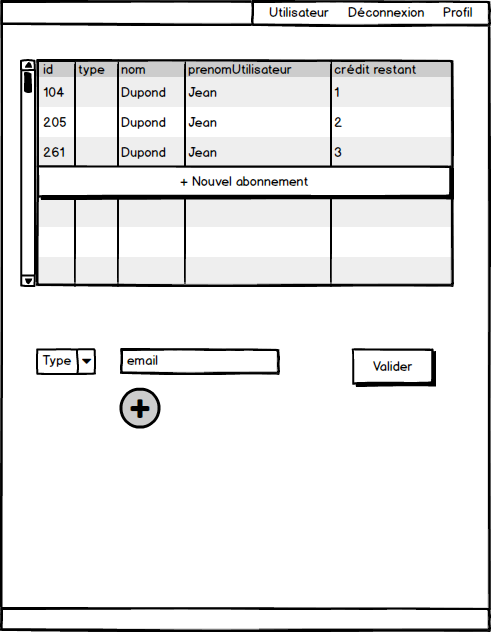 Utilisateur Déconnexion Profil
id type nom prenomUtilisateur crédit restant
104 Dupond Jean 1
205 Dupond Jean 2
261 Dupond Jean 3
+ Nouvel abonnement
Type email Valider